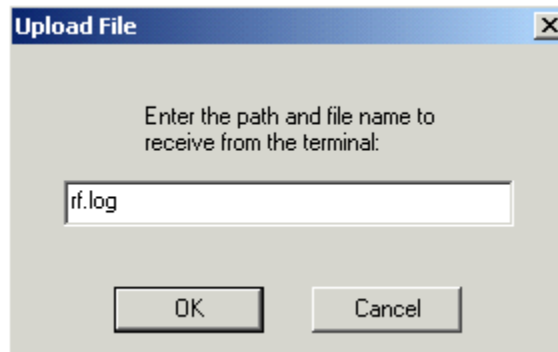 Upload File
Enter the path and file name to
receive from the terminal:
rf.log
OK Cancel